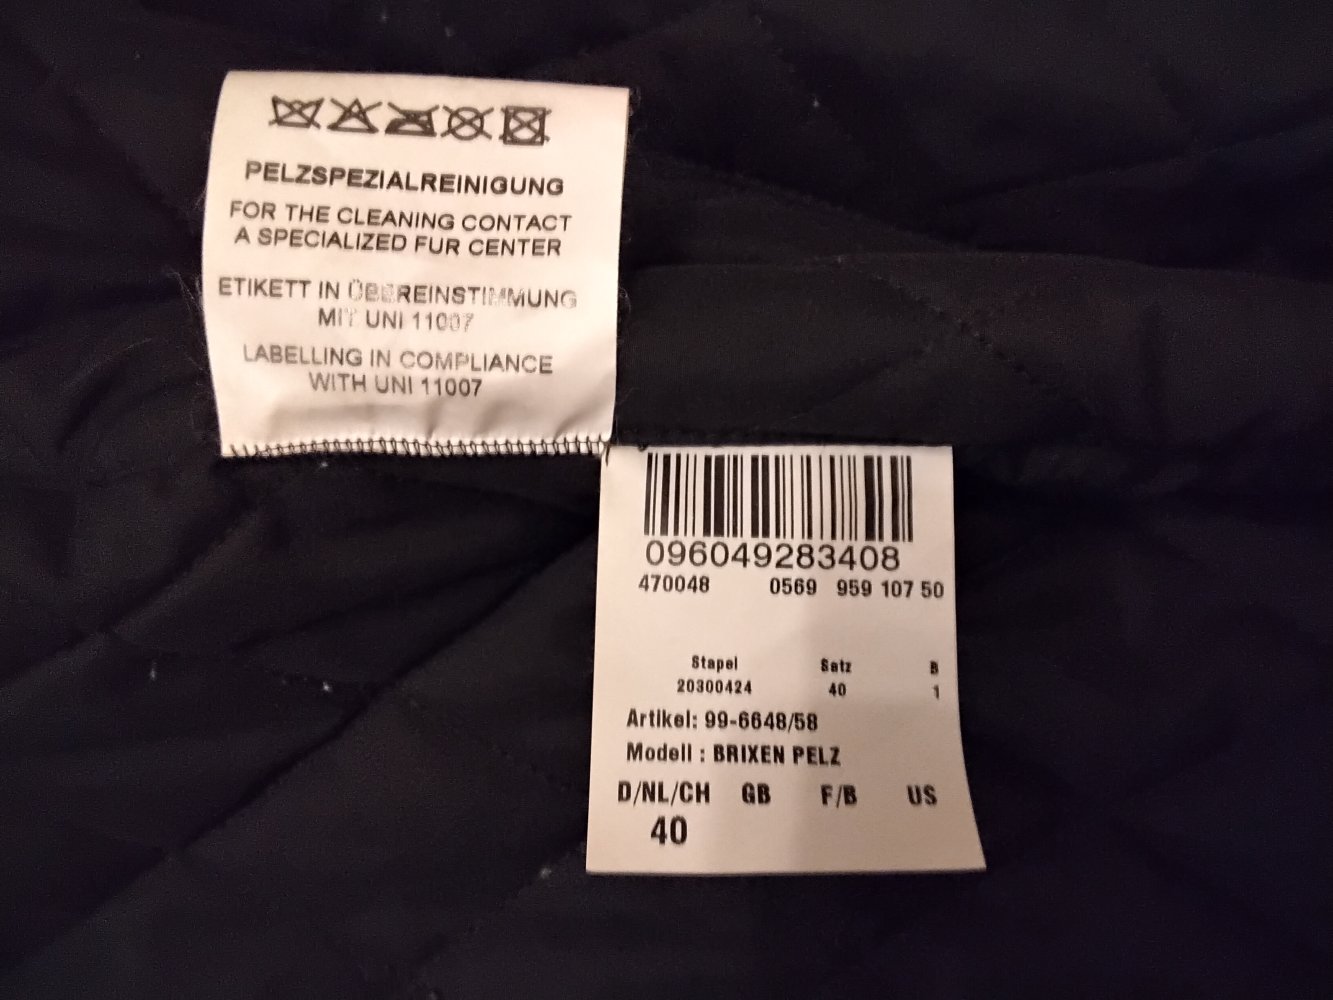 PELZSPEZIALREINIGUNG
FOR THE CLEANING CONTACT
A SPECIALIZED FUR CENTER
ETIKETT IN ÜBEREINSTIMMUNG
MIT UNI 11007
LABELLING IN COMPLIANCE
WITH UNI 11007
096049283408
470048 0569 959 107 50
Stapel Satz B
20300424 40 1
Artikel: 99-6648/58
Modell : BRIXEN PELZ
D/NL/CH GB F/B US
40